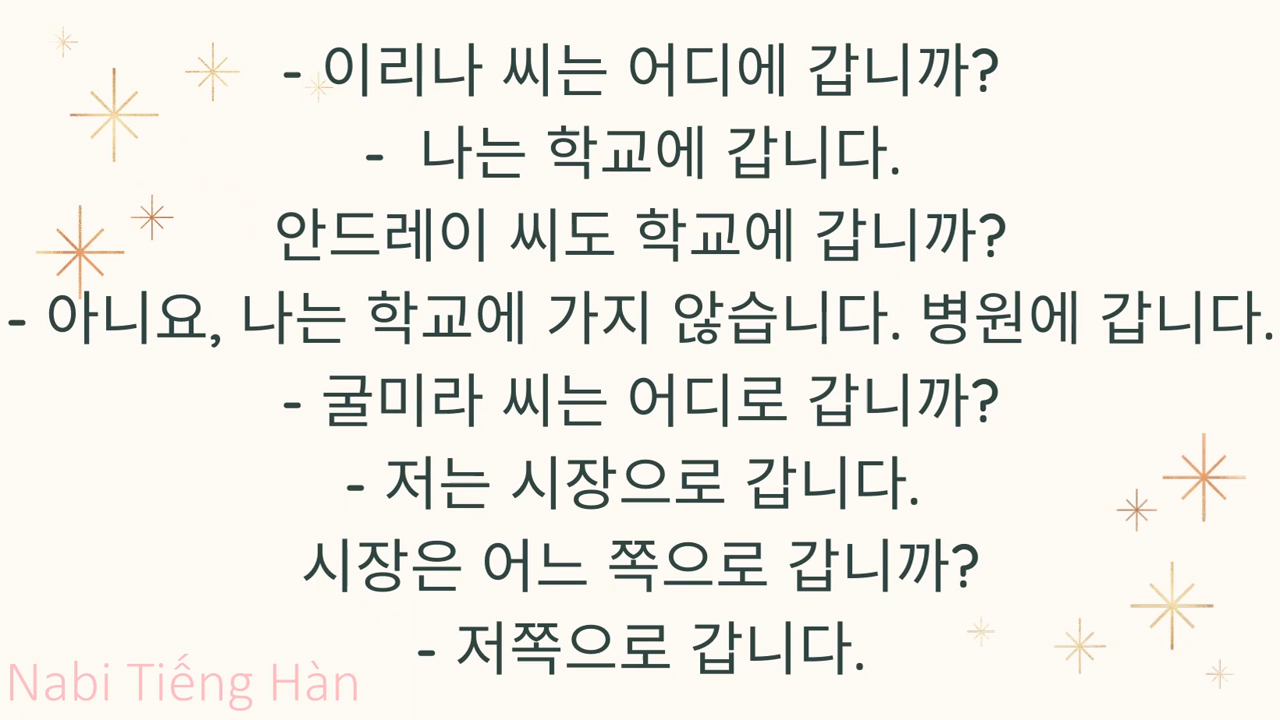 - 이리나 씨는 어디에 갑니까?
- 나는 학교에 갑니다.
안드레이 씨도 학교에 갑니까?
- 아니요, 나는 학교에 가지 않습니다. 병원에 갑니다.
- 굴미라 씨는 어디로 갑니까?
- 저는 시장으로 갑니다.
시장은 어느 쪽으로 갑니까?
- 저쪽으로 갑니다.
Nabi Tiếng Hàn